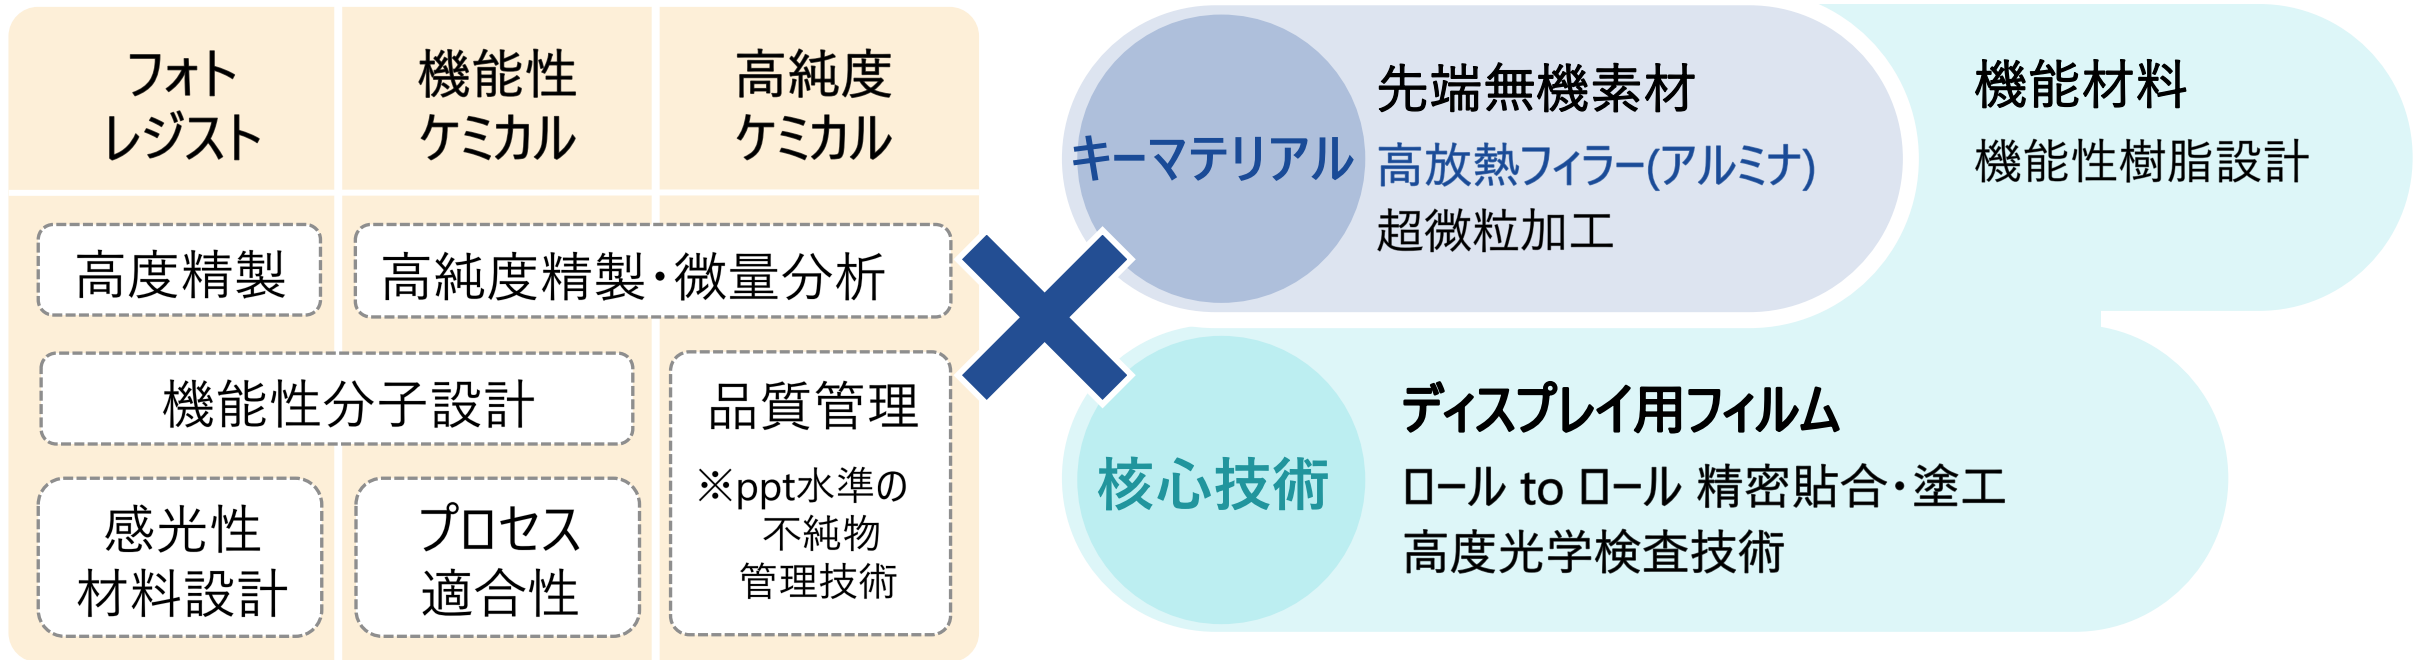 フォト
レジスト
機能性
ケミカル
高純度
ケミカル
高度精製
高純度精製・微量分析
機能性分子設計
品質管理
※ppt水準の
不純物
管理技術
感光性
材料設計
プロセス
適合性
キーマテリアル
先端無機素材
高放熱フィラー(アルミナ)
超微粒加工
機能材料
機能性樹脂設計
核心技術
ディスプレイ用フィルム
ロール to ロール 精密貼合・塗工
高度光学検査技術